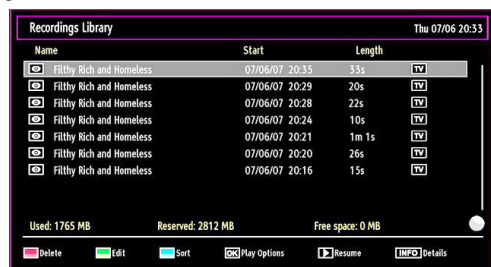 Recordings Library Thu 07/06 20:33
Name Start Length
Filthy Rich and Homeless 07/06/07 20:35 33s TV
Filthy Rich and Homeless 07/06/07 20:29 20s TV
Filthy Rich and Homeless 07/06/07 20:28 22s TV
Filthy Rich and Homeless 07/06/07 20:24 10s TV
Filthy Rich and Homeless 07/06/07 20:21 1m 1s TV
Filthy Rich and Homeless 07/06/07 20:20 26s TV
Filthy Rich and Homeless 07/06/07 20:16 15s TV
Used: 1765 MB Reserved: 2812 MB Free space: 0 MB
Delete Edit Sort OK Play Options Resume INFO Details